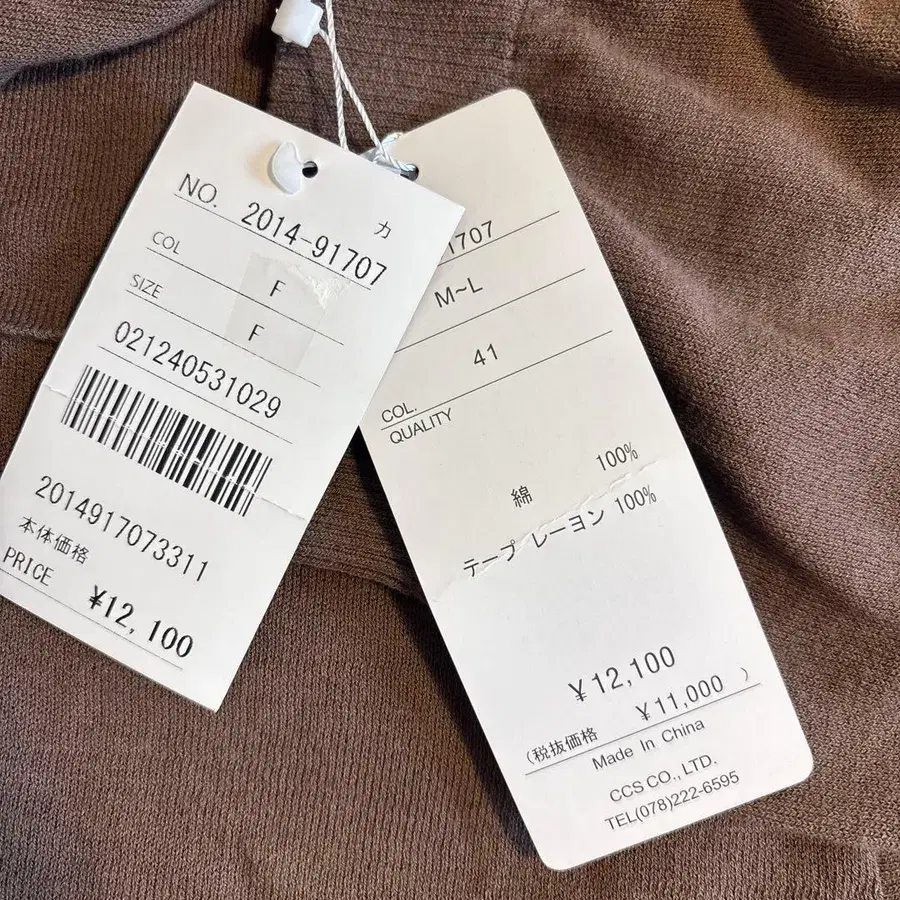 NO. 2014-91707 カ
COL F
SIZE F
021240531029
2014917073311
本体価格
PRICE ¥12,100
1707
M~L
41
COL.
QUALITY
綿 100%
テープ レーヨン 100%
¥12,100
(税抜価格 ¥11,000 )
Made In China
CCS CO., LTD.
TEL(078)222-6595